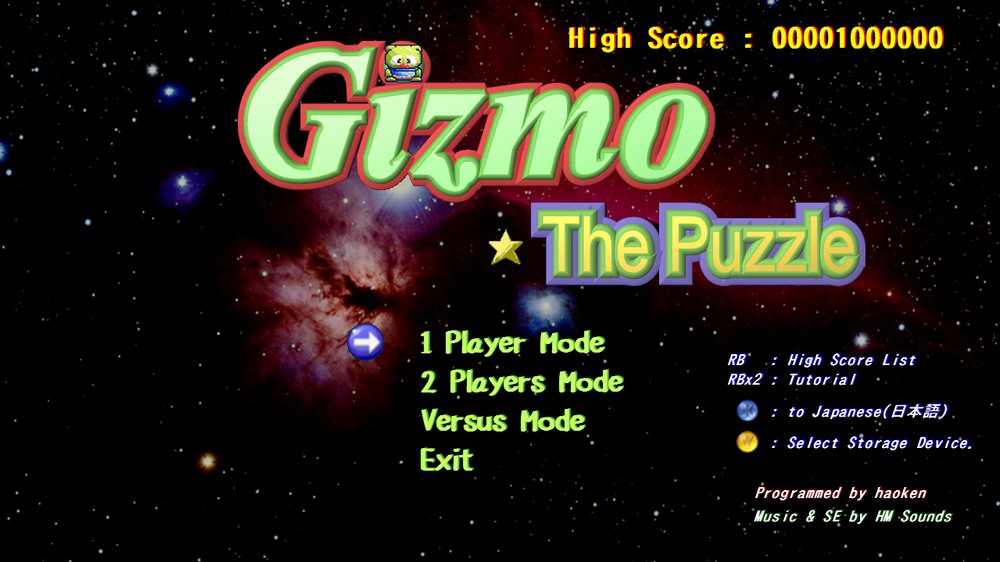 High Score : 00001000000
Gizmo
The Puzzle
1 Player Mode
2 Players Mode
Versus Mode
Exit
RB : High Score List
RBx2 : Tutorial
X : to Japanese(日本語)
Y : Select Storage Device.
Programmed by haoken
Music & SE by HM Sounds